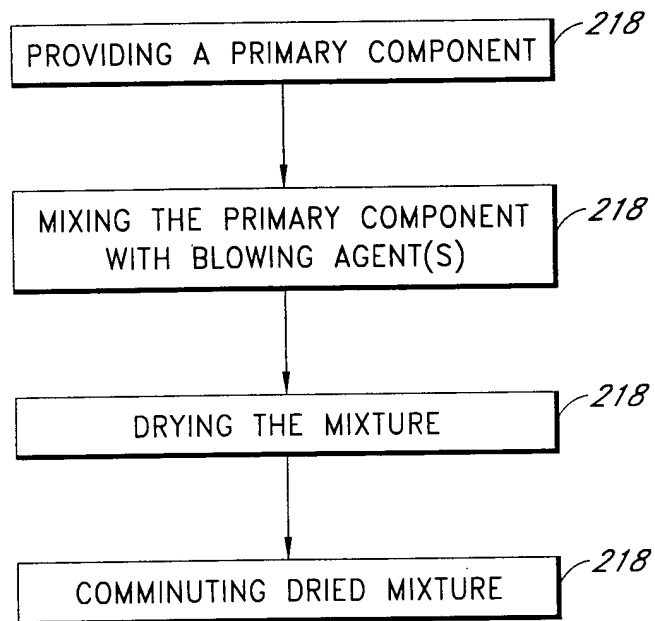 PROVIDING A PRIMARY COMPONENT
218
MIXING THE PRIMARY COMPONENT
WITH BLOWING AGENT(S)
218
DRYING THE MIXTURE
218
COMMINUTING DRIED MIXTURE
218